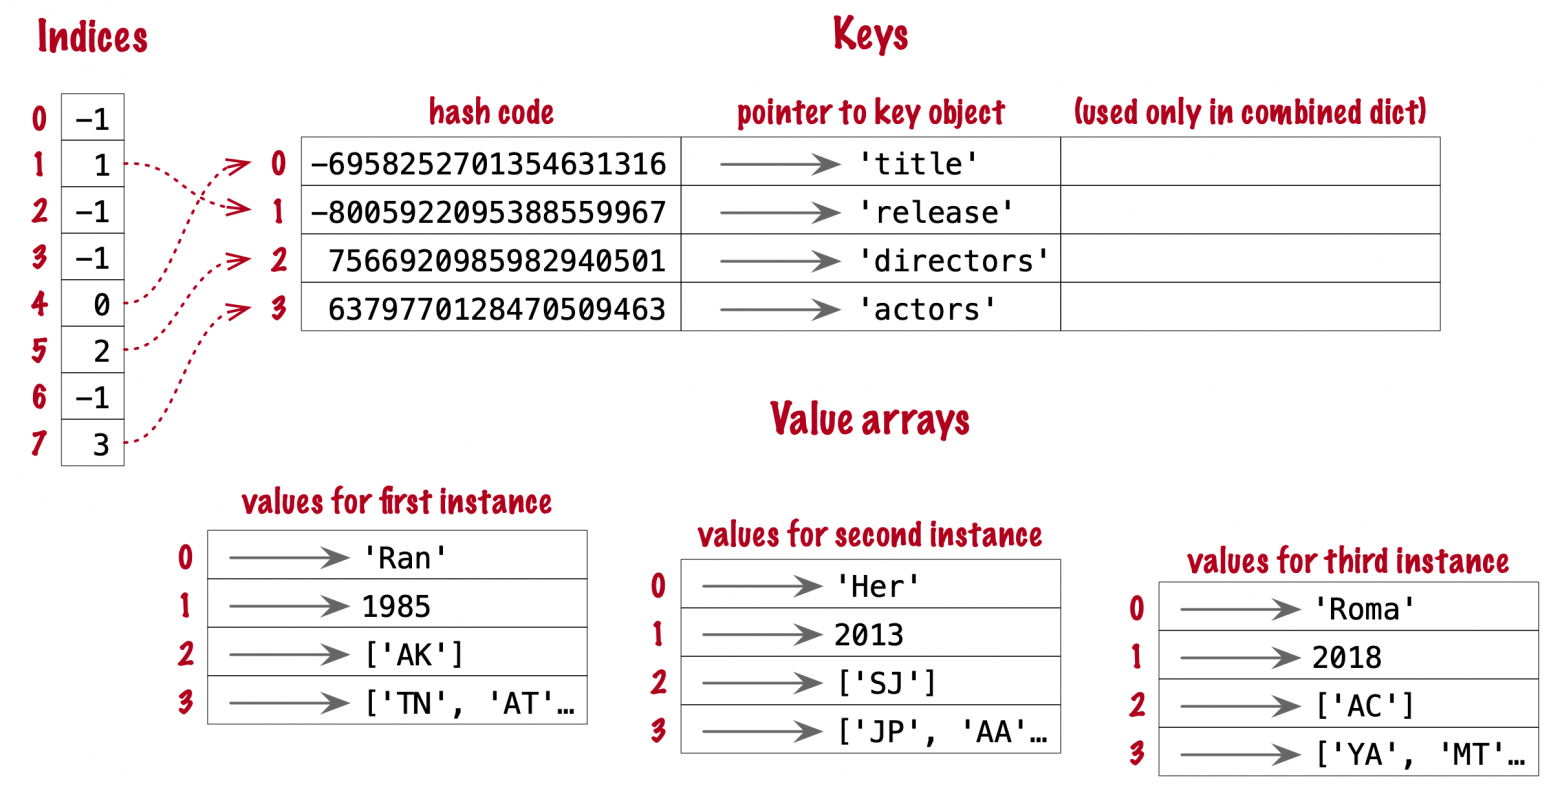 Indices
Keys
hash code pointer to key object (used only in combined dict)
0 -1
1 1
2 -1
3 -1
4 0
5 2
6 -1
7 3
0 -6958252701354631316 'title'
1 -8005922095388559967 'release'
2 7566920985982940501 'directors'
3 6379770128470509463 'actors'
Value arrays
values for first instance
0 'Ran'
1 1985
2 ['AK']
3 ['TN', 'AT'…
values for second instance
0 'Her'
1 2013
2 ['SJ']
3 ['JP', 'AA'…
values for third instance
0 'Roma'
1 2018
2 ['AC']
3 ['YA', 'MT'…